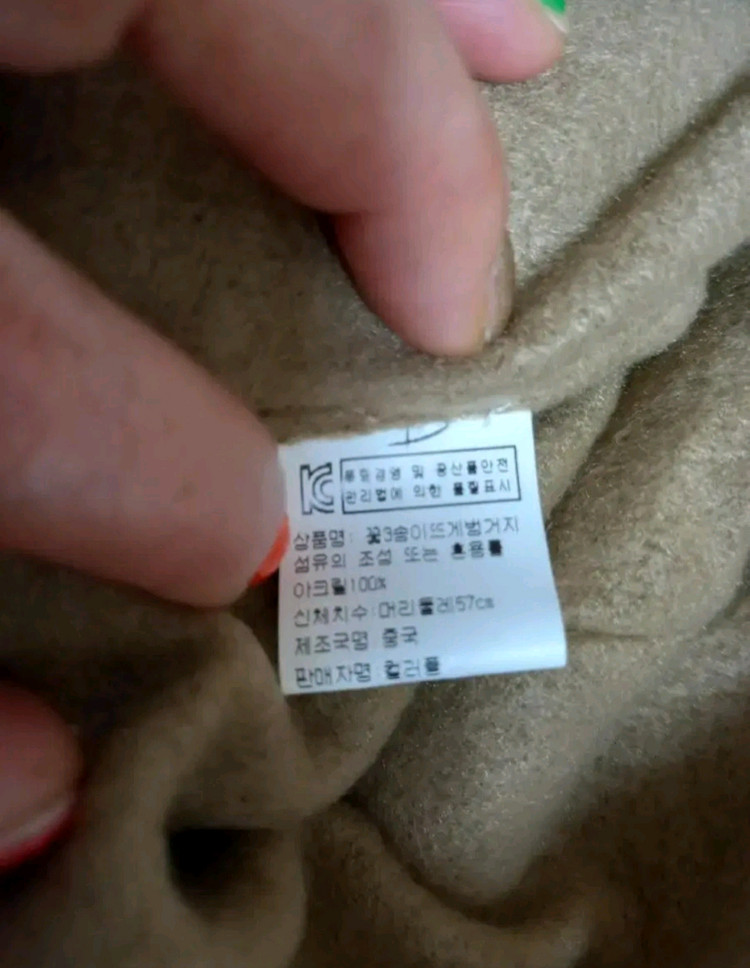 KC 품질경영 및 공산품안전
관리법에 의한 품질표시
상품명: 꽃3송이뜨게벙거지
섬유의 조성 또는 혼용률
아크릴100%
신체치수:머리둘레57cm
제조국명:중국
판매자명:컬러풀